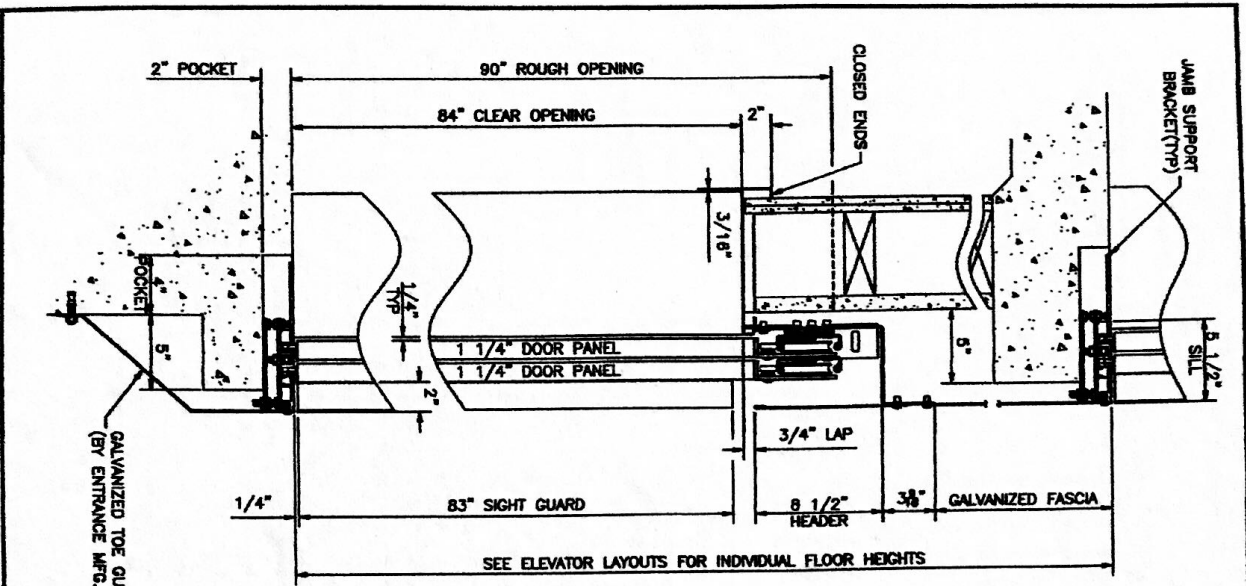 2" POCKET
90" ROUGH OPENING
84" CLEAR OPENING
2"
CLOSED ENDS
JAMB SUPPORT
BRACKET(TYP)
3/16"
5 1/2"
SILL
5"
4"
POCKET
5"
1/4"
TYP
1 1/4" DOOR PANEL
1 1/4" DOOR PANEL
2"
3/4" LAP
GALVANIZED TOE GU
(BY ENTRANCE MFG.
1/4"
83" SIGHT GUARD
8 1/2"
HEADER
GALVANIZED FASCIA
SEE ELEVATOR LAYOUTS FOR INDIVIDUAL FLOOR HEIGHTS